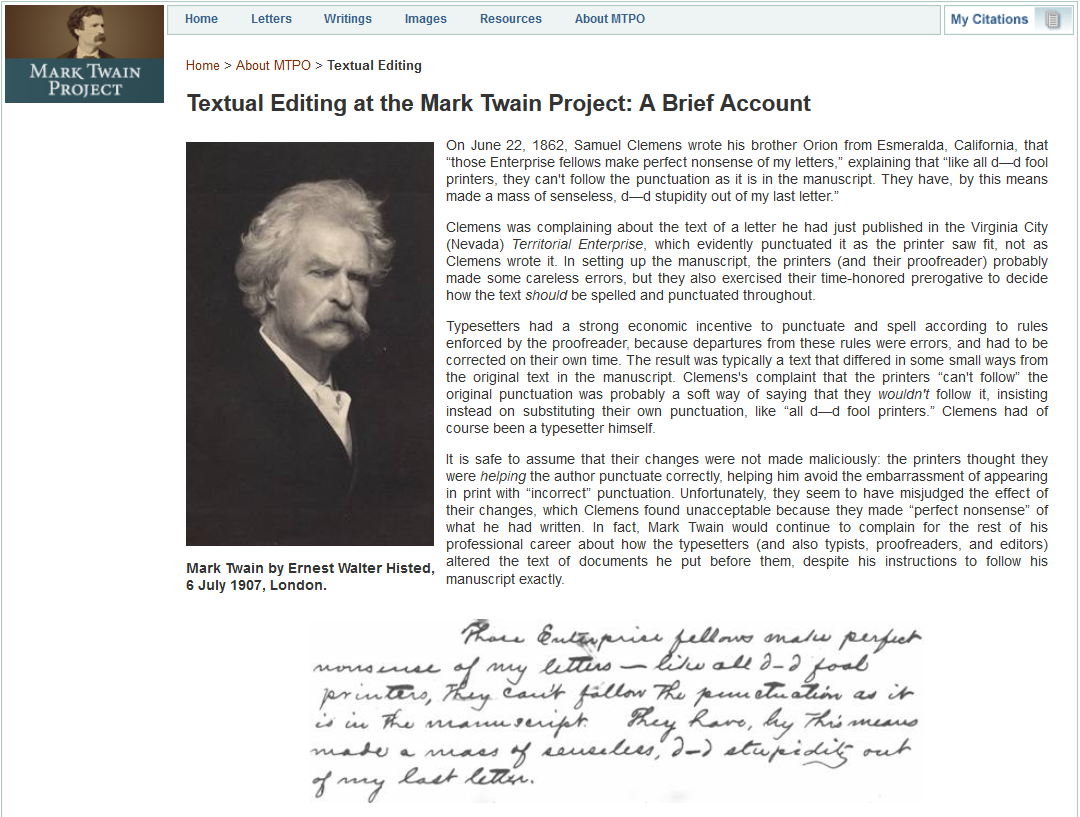 Home Letters Writings Images Resources About MTPO My Citations
MARK TWAIN
PROJECT
Home > About MTPO > Textual Editing
Textual Editing at the Mark Twain Project: A Brief Account
On June 22, 1862, Samuel Clemens wrote his brother Orion from Esmeralda, California, that
“those Enterprise fellows make perfect nonsense of my letters,” explaining that “like all d—d fool
printers, they can't follow the punctuation as it is in the manuscript. They have, by this means
made a mass of senseless, d—d stupidity out of my last letter.”
Clemens was complaining about the text of a letter he had just published in the Virginia City
(Nevada) Territorial Enterprise, which evidently punctuated it as the printer saw fit, not as
Clemens wrote it. In setting up the manuscript, the printers (and their proofreader) probably
made some careless errors, but they also exercised their time-honored prerogative to decide
how the text should be spelled and punctuated throughout.
Typesetters had a strong economic incentive to punctuate and spell according to rules
enforced by the proofreader, because departures from these rules were errors, and had to be
corrected on their own time. The result was typically a text that differed in some small ways from
the original text in the manuscript. Clemens's complaint that the printers “can't follow” the
original punctuation was probably a soft way of saying that they wouldn't follow it, insisting
instead on substituting their own punctuation, like “all d—d fool printers.” Clemens had of
course been a typesetter himself.
It is safe to assume that their changes were not made maliciously: the printers thought they
were helping the author punctuate correctly, helping him avoid the embarrassment of appearing
in print with “incorrect” punctuation. Unfortunately, they seem to have misjudged the effect of
their changes, which Clemens found unacceptable because they made “perfect nonsense” of
what he had written. In fact, Mark Twain would continue to complain for the rest of his
professional career about how the typesetters (and also typists, proofreaders, and editors)
altered the text of documents he put before them, despite his instructions to follow his
manuscript exactly.
Mark Twain by Ernest Walter Histed,
6 July 1907, London.
Those Enterprise fellows make perfect
nonsense of my letters — like all d–d fool
printers, they can't follow the punctuation as it
is in the manuscript. They have, by this means
made a mass of senseless, d–d stupidity out
of my last letter.